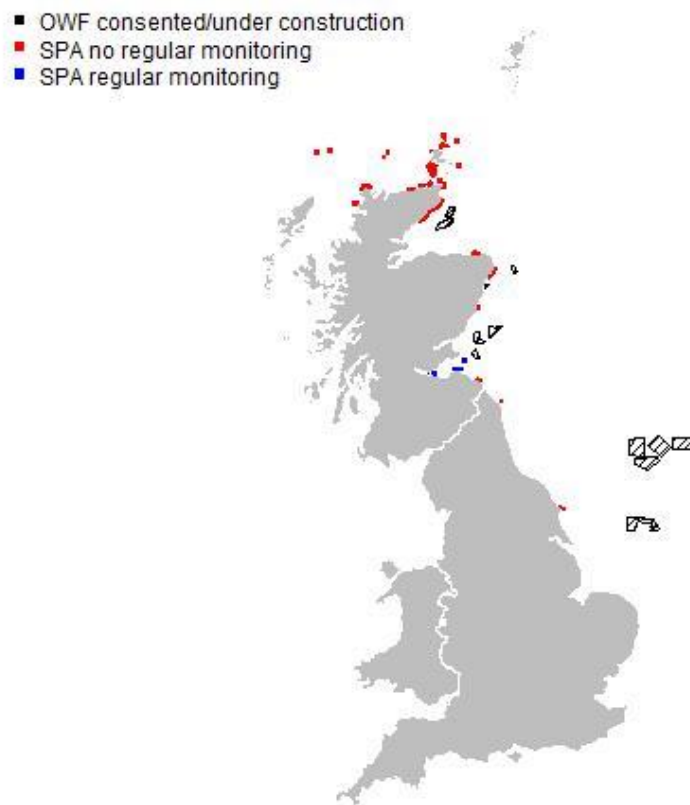 OWF consented/under construction
SPA no regular monitoring
SPA regular monitoring